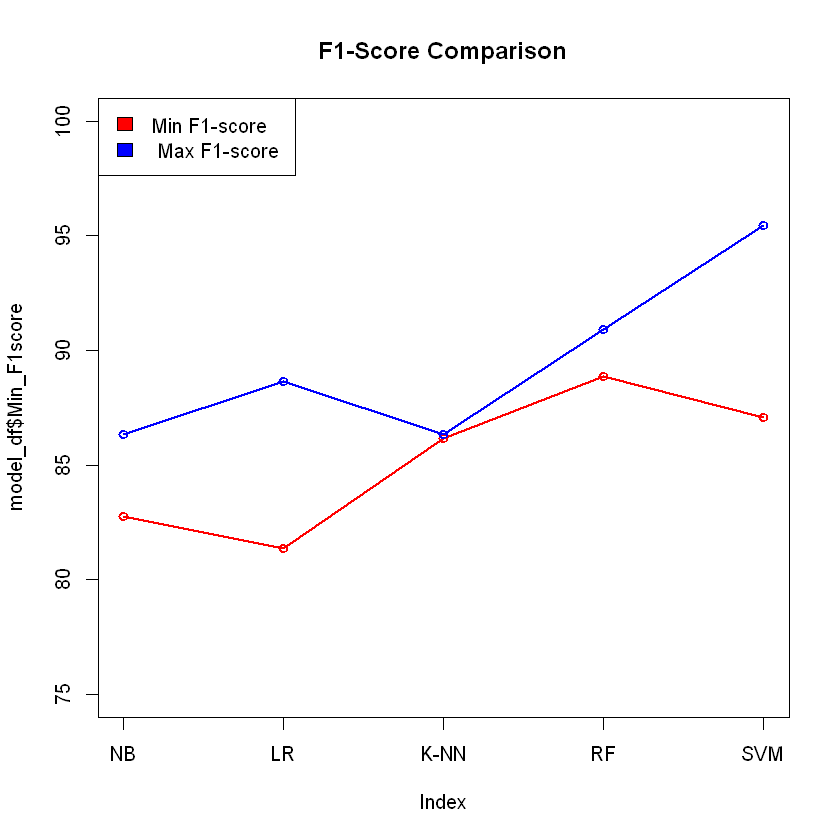 F1-Score Comparison
Min F1-score
Max F1-score
model_df$Min_F1score
100
95
90
85
80
75
NB LR K-NN RF SVM
Index